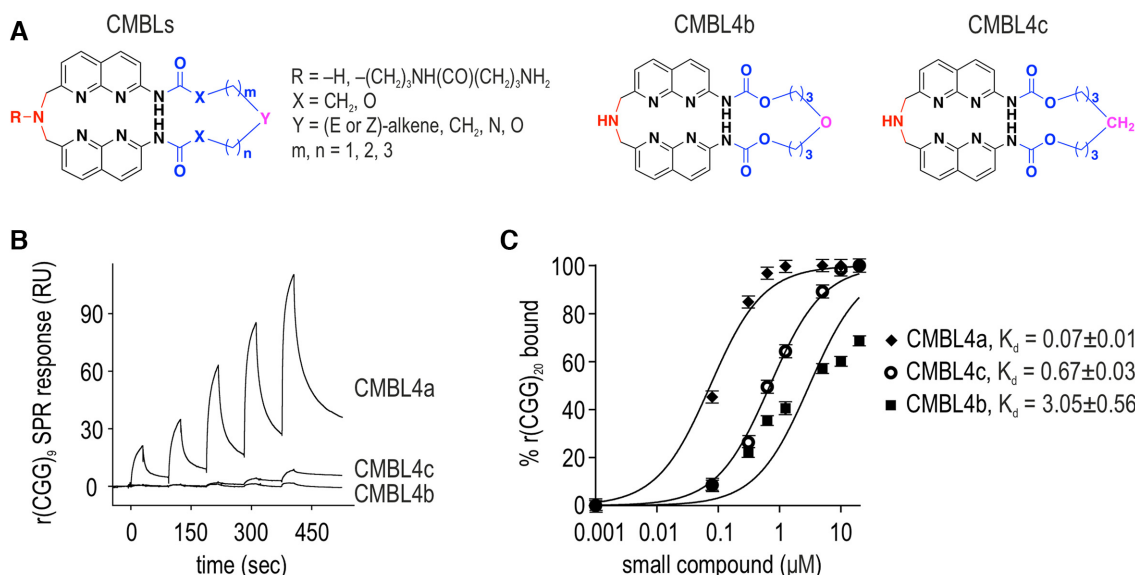 A
CMBLs
CMBL4b
CMBL4c
R = –H, –(CH₂)₃NH(CO)(CH₂)₃NH₂
X = CH₂, O
Y = (E or Z)-alkene, CH₂, N, O
m, n = 1, 2, 3
N N N O X m
R–N H Y
H
N N N X n
O
N N N O O 3
HN H O
H
N N N O 3
O
N N N O O 3
HN H CH₂
H
N N N O 3
O
B
r(CGG)₉ SPR response (RU)
90
60
30
0
0 150 300 450
time (sec)
CMBL4a
CMBL4c
CMBL4b
C
% r(CGG)₂₀ bound
100
80
60
40
20
0
0.001 0.01 0.1 1 10
small compound (µM)
CMBL4a, K_d = 0.07±0.01
CMBL4c, K_d = 0.67±0.03
CMBL4b, K_d = 3.05±0.56